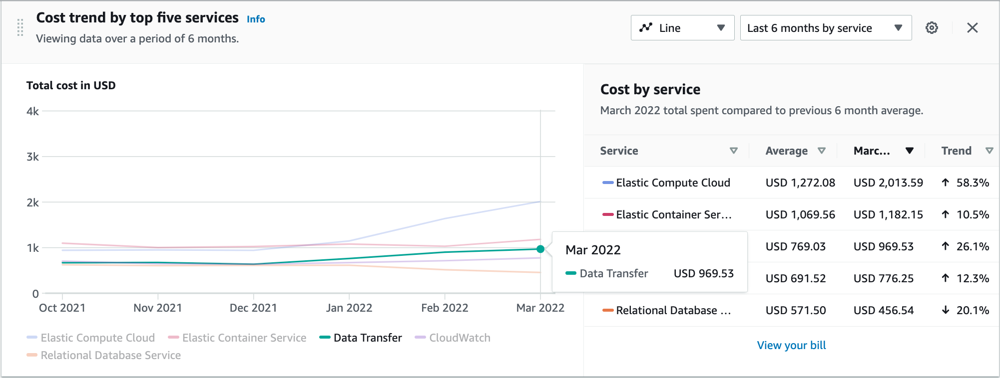 Cost trend by top five services Info
Viewing data over a period of 6 months.
Line
Last 6 months by service
Total cost in USD
4k
3k
2k
1k
0
Oct 2021 Nov 2021 Dec 2021 Jan 2022 Feb 2022 Mar 2022
Elastic Compute Cloud Elastic Container Service Data Transfer CloudWatch
Relational Database Service
Mar 2022
Data Transfer USD 969.53
Cost by service
March 2022 total spent compared to previous 6 month average.
Service Average Marc... Trend
Elastic Compute Cloud USD 1,272.08 USD 2,013.59 58.3%
Elastic Container Ser... USD 1,069.56 USD 1,182.15 10.5%
USD 769.03 USD 969.53 26.1%
USD 691.52 USD 776.25 12.3%
Relational Database ... USD 571.50 USD 456.54 20.1%
View your bill